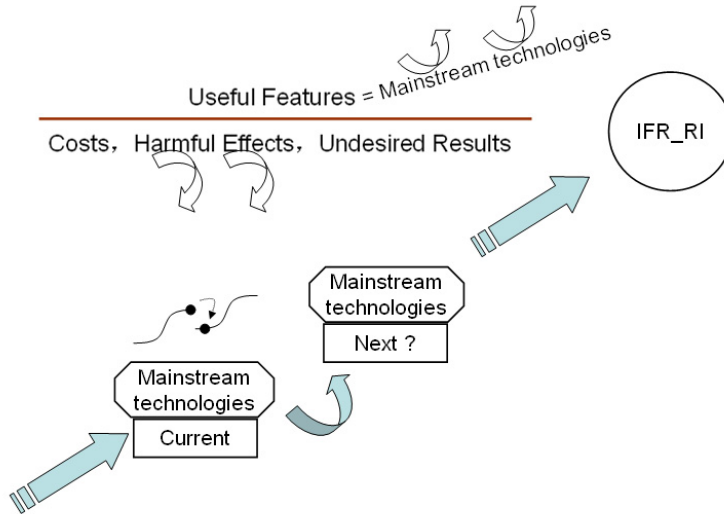 Useful Features = Mainstream technologies
Costs，Harmful Effects，Undesired Results
IFR_RI
Mainstream
technologies
Next ?
Mainstream
technologies
Current